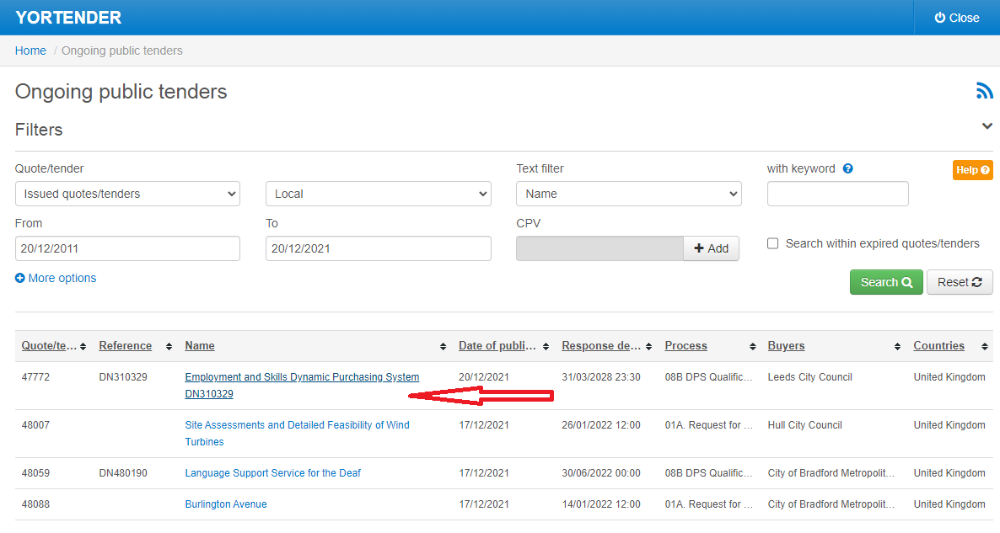 YORTENDER
Close
Home / Ongoing public tenders
Ongoing public tenders
Filters
Quote/tender
Text filter
with keyword
Help
Issued quotes/tenders
Local
Name
From
To
CPV
20/12/2011
20/12/2021
Add
Search within expired quotes/tenders
More options
Search
Reset
Quote/te... Reference Name Date of publi... Response de... Process Buyers Countries
47772 DN310329 Employment and Skills Dynamic Purchasing System 20/12/2021 31/03/2028 23:30 08B DPS Qualific... Leeds City Council United Kingdom
DN310329
48007 Site Assessments and Detailed Feasibility of Wind 17/12/2021 26/01/2022 12:00 01A. Request for ... Hull City Council United Kingdom
Turbines
48059 DN480190 Language Support Service for the Deaf 17/12/2021 30/06/2022 00:00 08B DPS Qualific... City of Bradford Metropolit... United Kingdom
48088 Burlington Avenue 17/12/2021 14/01/2022 12:00 01A. Request for ... City of Bradford Metropolit... United Kingdom